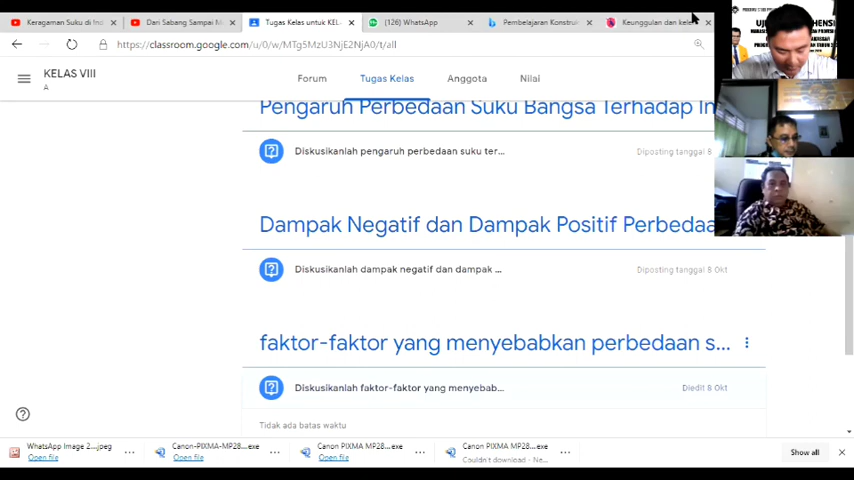 Keragaman Suku di Ind
Dari Sabang Sampai M
Tugas Kelas untuk KEL
(126) WhatsApp
Pembelajaran Konstruk
Keunggulan dan kele
https://classroom.google.com/u/0/w/MTg5MzU3NjE2NjA0/t/all
KELAS VIII
A
Forum
Tugas Kelas
Anggota
Nilai
Pengaruh Perbedaan Suku Bangsa Terhadap In
Diskusikanlah pengaruh perbedaan suku ter...
Diposting tanggal 8
Dampak Negatif dan Dampak Positif Perbedaa
Diskusikanlah dampak negatif dan dampak ...
Diposting tanggal 8 Okt
faktor-faktor yang menyebabkan perbedaan s...
Diskusikanlah faktor-faktor yang menyebab...
Diedit 8 Okt
Tidak ada batas waktu
WhatsApp Image 2....jpeg
Open file
Canon-PIXMA-MP28....exe
Open file
Canon PIXMA MP28....exe
Open file
Canon PIXMA MP28....exe
Couldn't download - Ne...
Show all